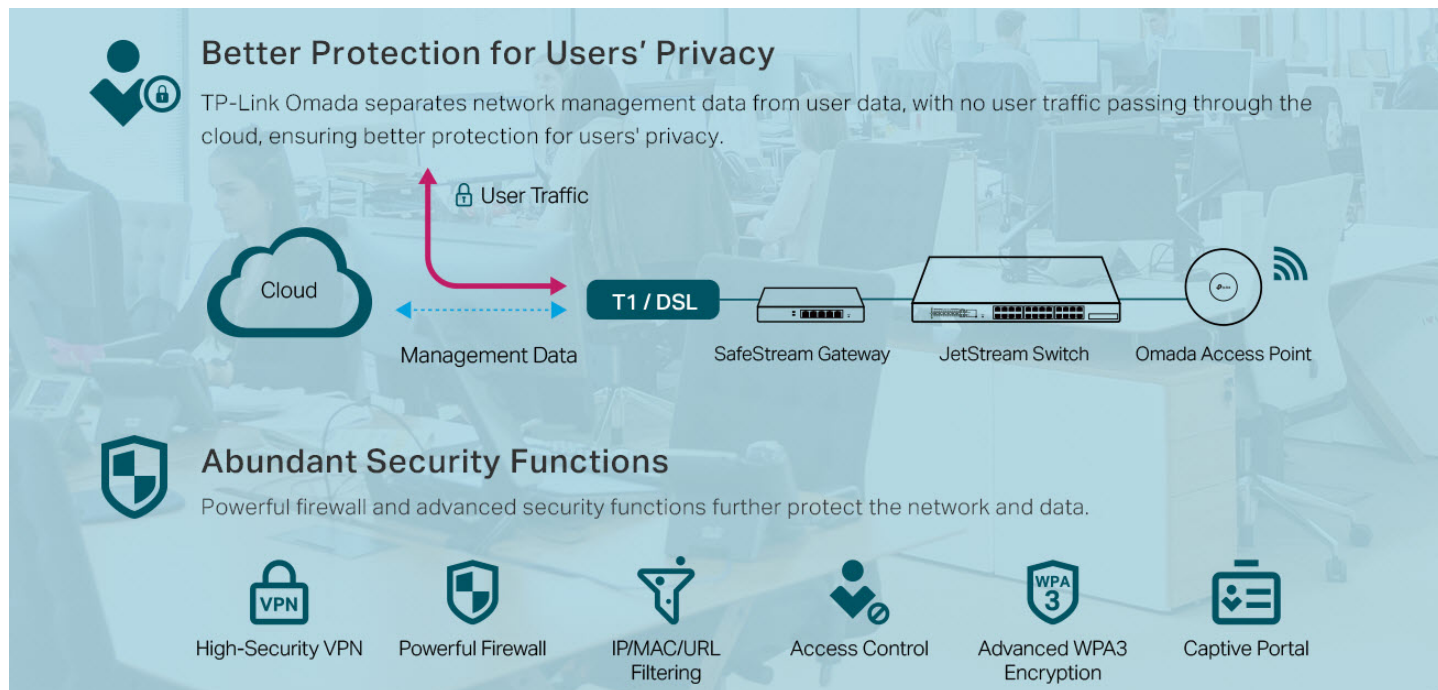 Better Protection for Users' Privacy
TP-Link Omada separates network management data from user data, with no user traffic passing through the
cloud, ensuring better protection for users' privacy.
User Traffic
Cloud
T1 / DSL
Management Data
SafeStream Gateway
JetStream Switch
Omada Access Point
Abundant Security Functions
Powerful firewall and advanced security functions further protect the network and data.
VPN
WPA
3
High-Security VPN
Powerful Firewall
IP/MAC/URL
Filtering
Access Control
Advanced WPA3
Encryption
Captive Portal